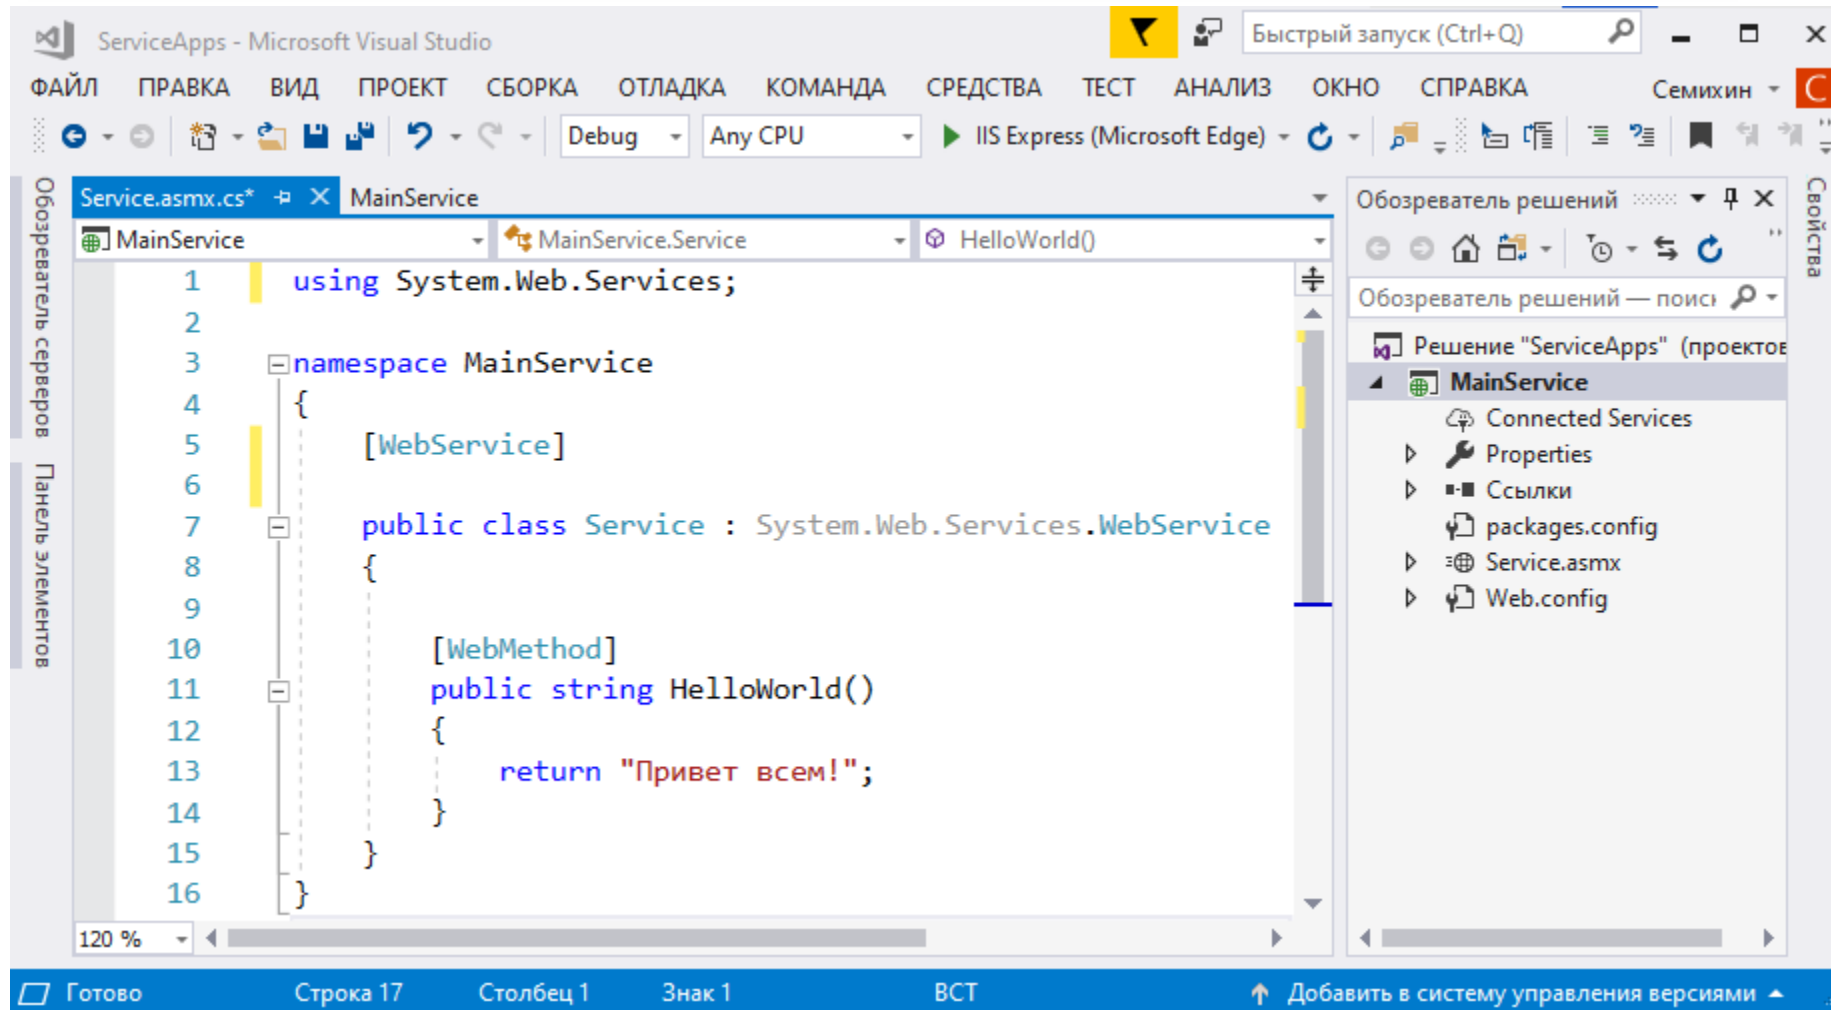 ServiceApps - Microsoft Visual Studio
Быстрый запуск (Ctrl+Q)
ФАЙЛ ПРАВКА ВИД ПРОЕКТ СБОРКА ОТЛАДКА КОМАНДА СРЕДСТВА ТЕСТ АНАЛИЗ ОКНО СПРАВКА Семихин С
Debug Any CPU IIS Express (Microsoft Edge)
Обозреватель серверов
Панель элементов
Service.asmx.cs* MainService
MainService MainService.Service HelloWorld()
1 using System.Web.Services;
2
3 namespace MainService
4 {
5 [WebService]
6
7 public class Service : System.Web.Services.WebService
8 {
9
10 [WebMethod]
11 public string HelloWorld()
12 {
13 return "Привет всем!";
14 }
15 }
16 }
120 %
Обозреватель решений
Обозреватель решений — поиск
Решение "ServiceApps" (проектов
MainService
Connected Services
Properties
Ссылки
packages.config
Service.asmx
Web.config
Свойства
Готово Строка 17 Столбец 1 Знак 1 ВСТ Добавить в систему управления версиями